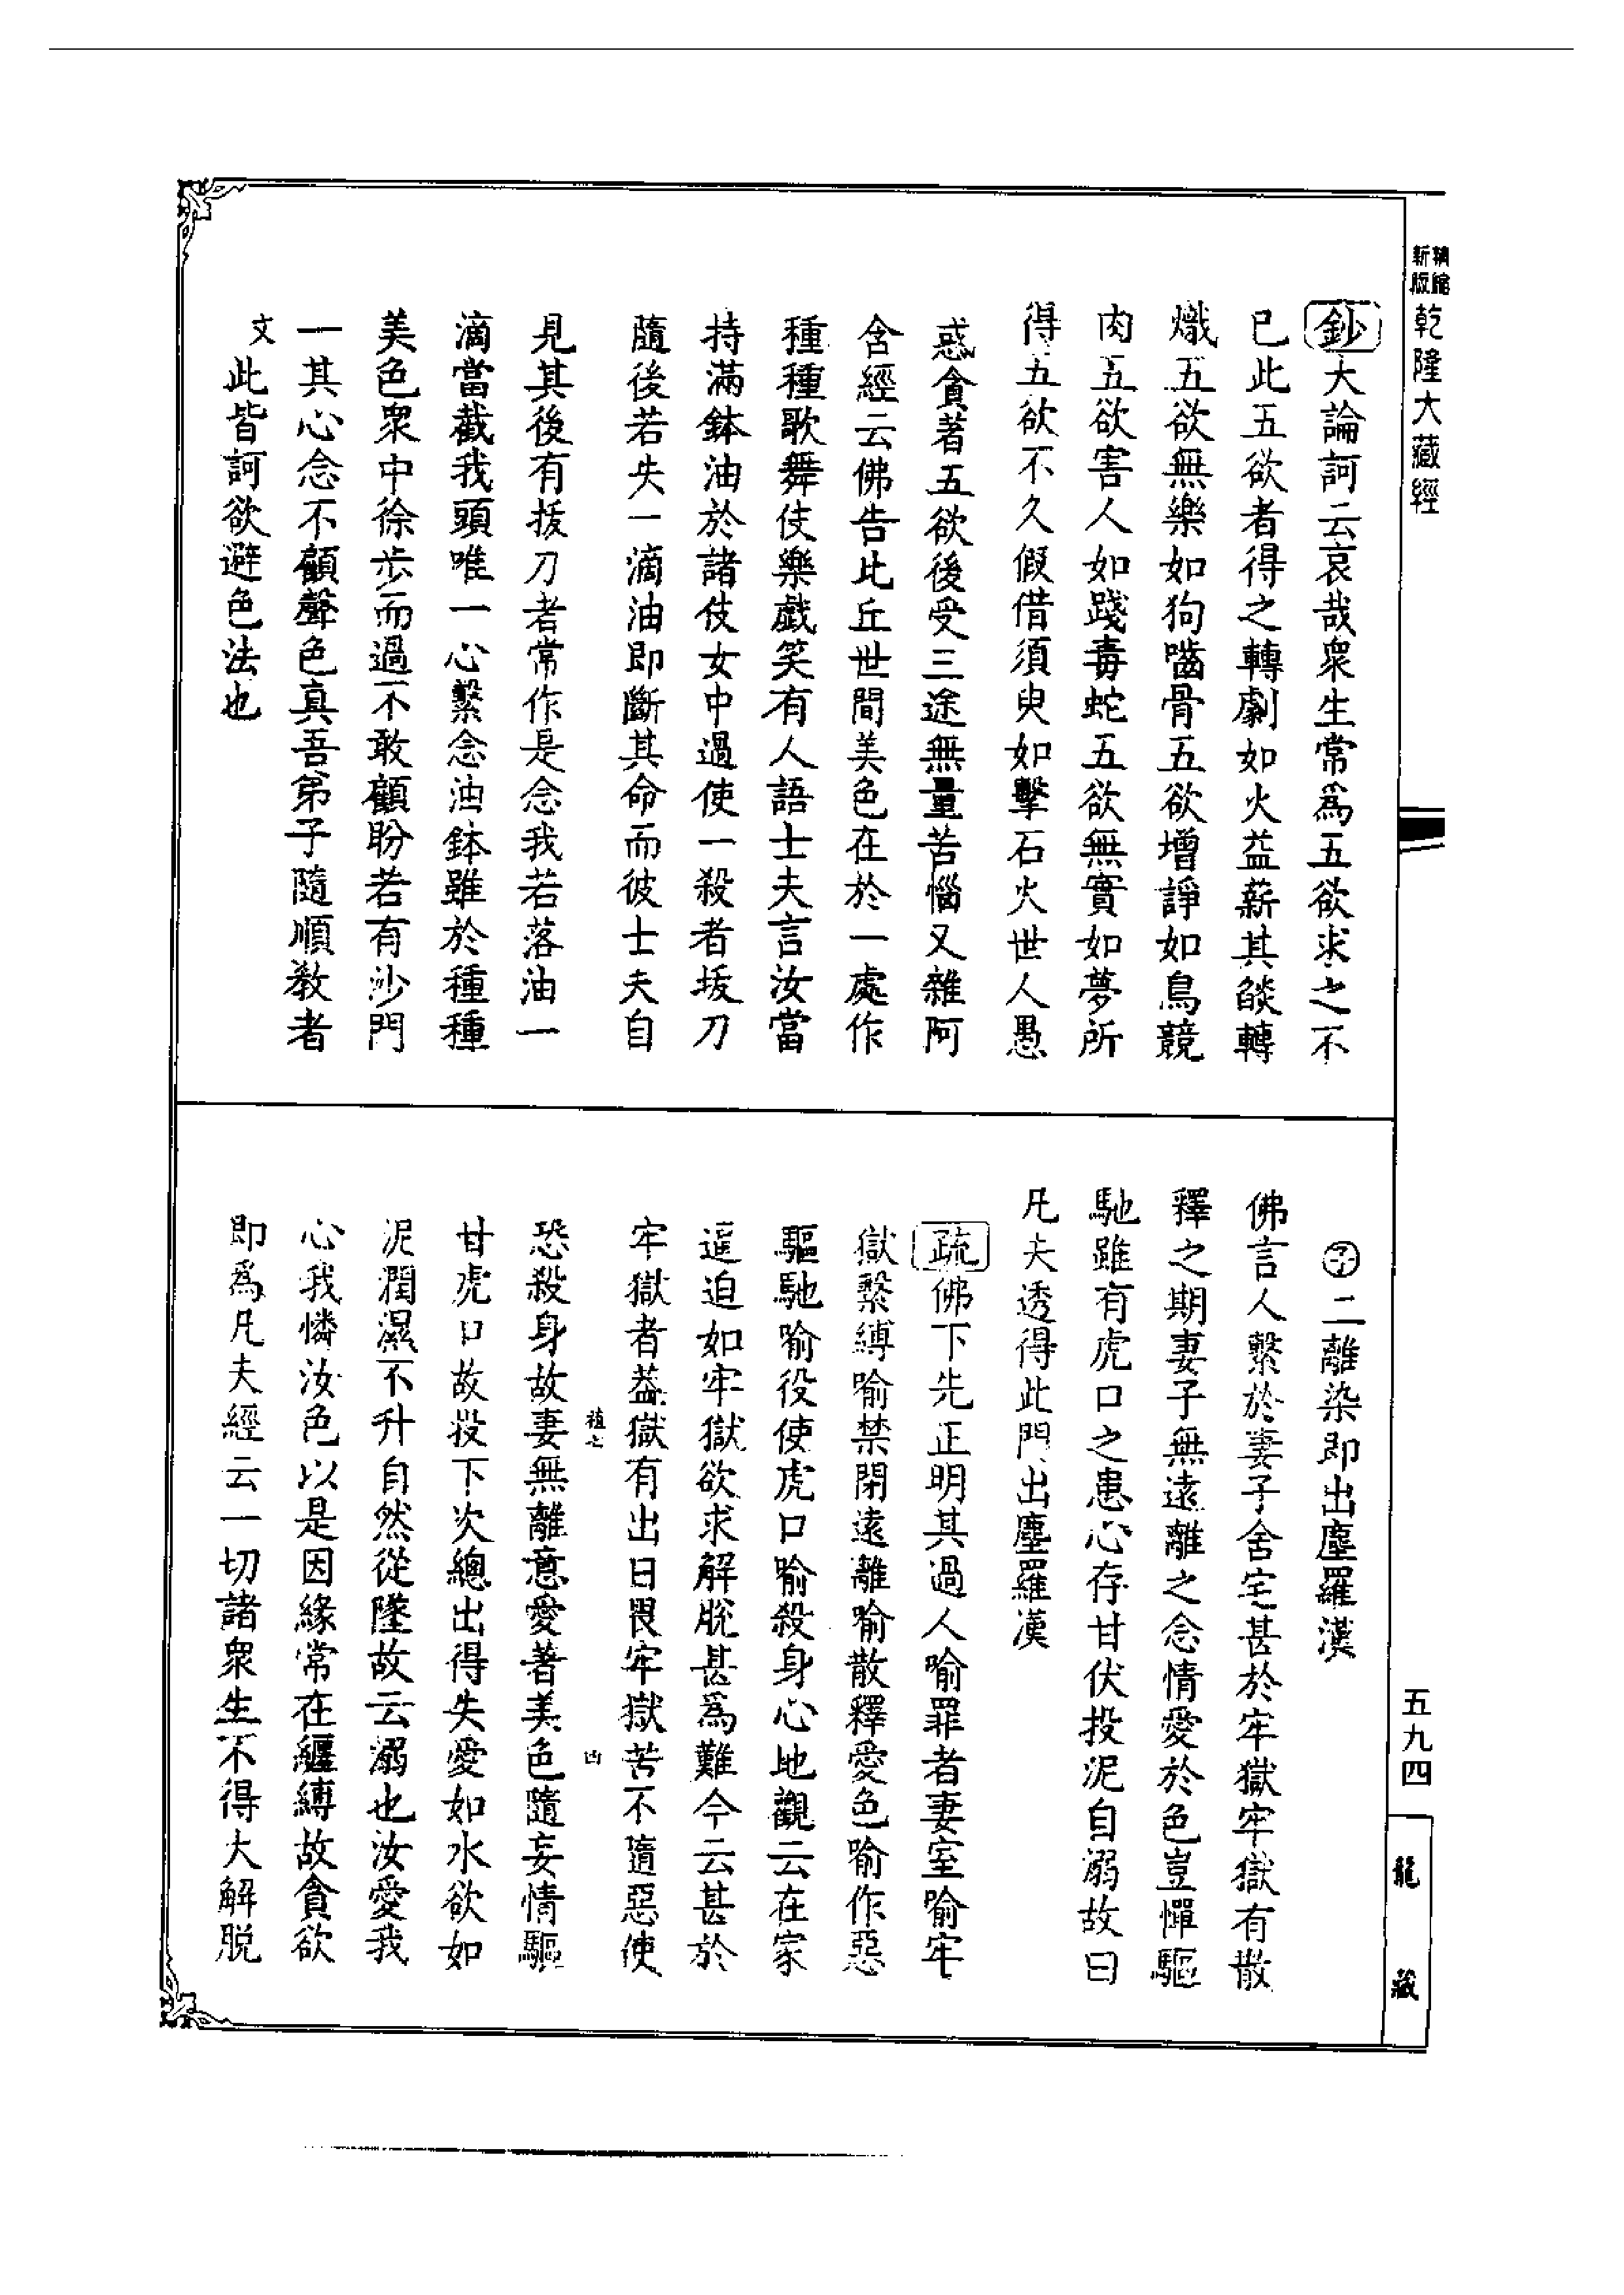 精縮
新版
乾隆大藏經
鈔大論訶云哀哉眾生常為五欲求之不
已此五欲者得之轉劇如火益薪其燄轉
熾五欲無樂如狗嚙骨五欲增諍如鳥競
肉五欲害人如踐毒蛇五欲無實如夢所
得五欲不久假借須臾如擊石火世人愚
惑貪著五欲後受三途無量苦惱又雜阿
含經云佛告比丘世間美色在於一處作
種種歌舞伎樂戲笑有人語士夫言汝當
持滿鉢油於諸伎女中過使一殺者拔刀
隨後若失一滴油即斷其命而彼士夫自
見其後有拔刀者常作是念我若落油一
滴當截我頭唯一心繫念油鉢雖於種種
美色眾中徐步而過不敢顧盼若有沙門
一其心念不顧聲色真吾弟子隨順教者
文此皆訶欲避色法也
子二離染即出塵羅漢
佛言人繫於妻子舍宅甚於牢獄牢獄有散
釋之期妻子無遠離之念情愛於色豈憚驅
馳雖有虎口之患心存甘伏投泥自溺故曰
凡夫透得此門出塵羅漢
疏佛下先正明其過人喻罪者妻室喻牢
獄繫縛喻禁閉遠離喻散釋愛色喻作惡
驅馳喻役使虎口喻殺身心地觀云在家
逼迫如牢獄欲求解脫甚為難今云甚於
牢獄者蓋獄有出日畏牢獄苦不隨惡使
恐殺身故妻無離意愛著美色隨妄情驅
甘虎口故投下次總出得失愛如水欲如
泥潤濕不升自然從墜故云溺也汝愛我
心我憐汝色以是因緣常在纏縛故貪欲
即為凡夫經云一切諸眾生不得大解脫
五九四
龍藏